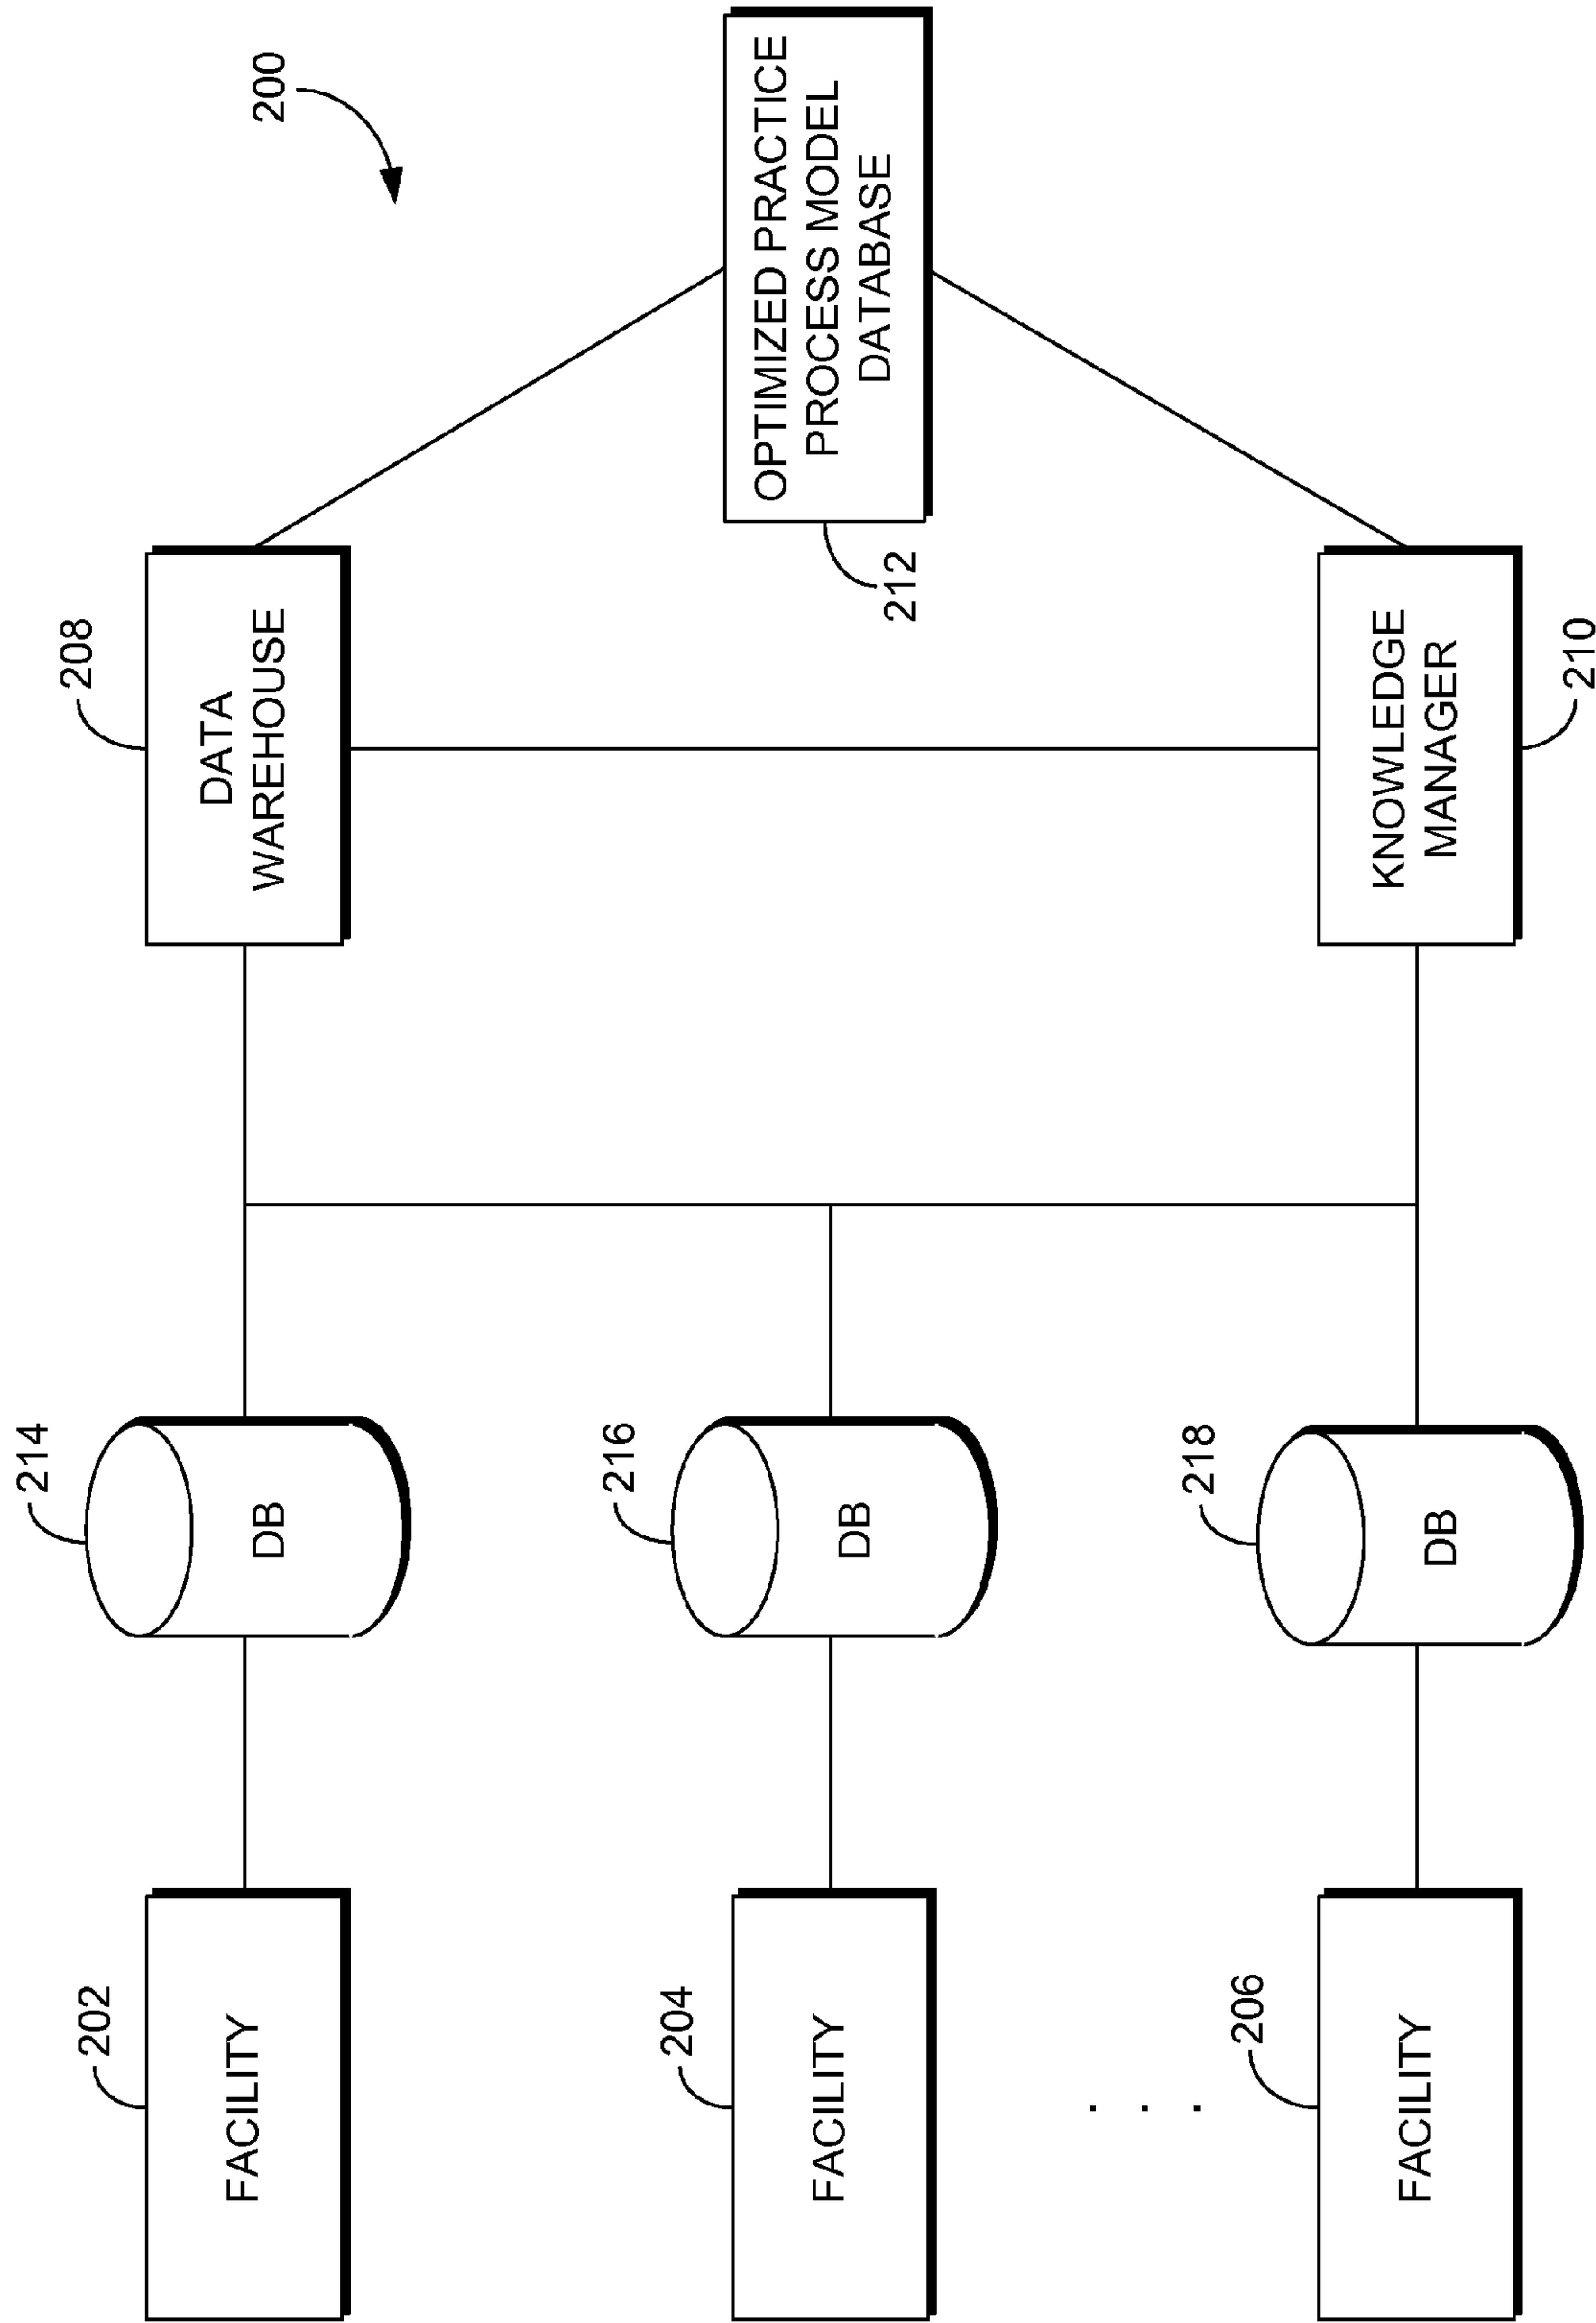 200
202
FACILITY
214
DB
208
DATA
WAREHOUSE
204
FACILITY
216
DB
212
OPTIMIZED PRACTICE
PROCESS MODEL
DATABASE
. . .
206
FACILITY
218
DB
KNOWLEDGE
MANAGER
210